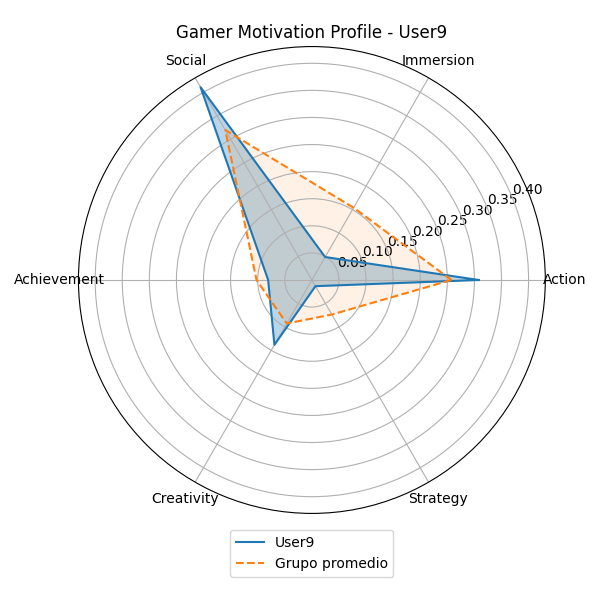 Gamer Motivation Profile - User9
Social
Immersion
0.40
0.35
0.30
0.25
0.20
0.15
0.10
0.05
Achievement
Action
Creativity
Strategy
User9
Grupo promedio